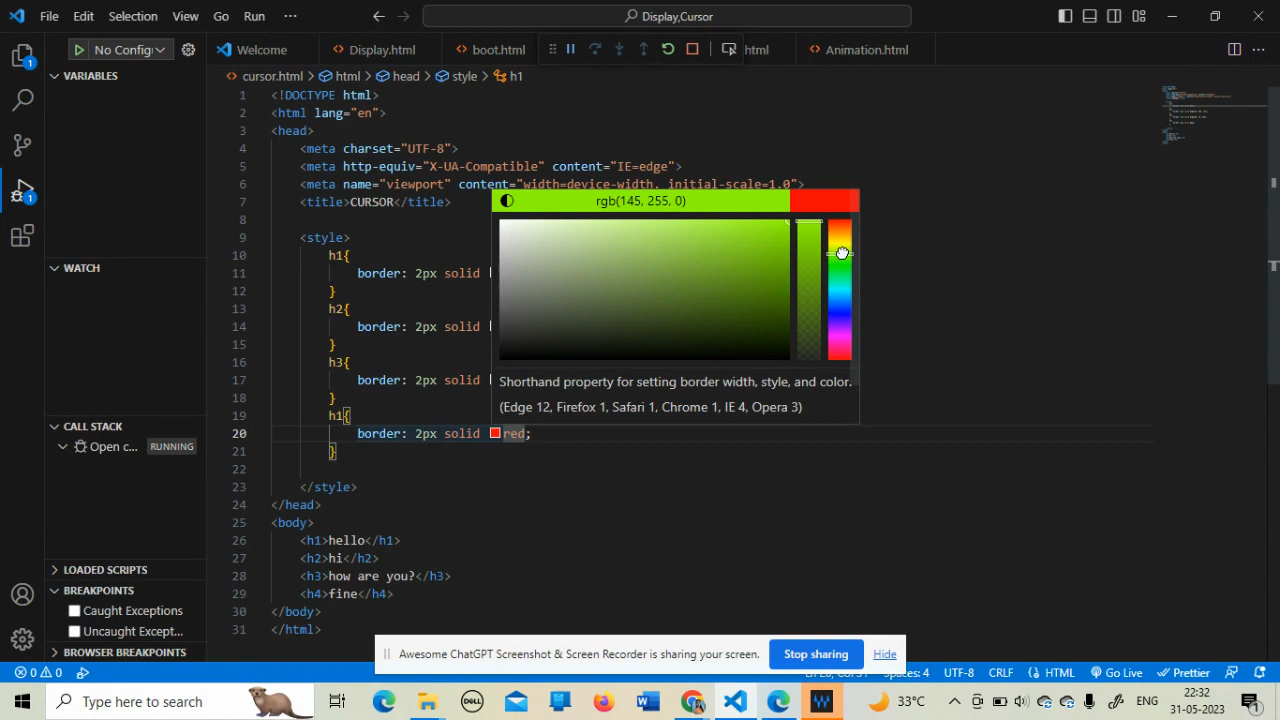 File Edit Selection View Go Run ··· Display,Cursor
No Config
Welcome Display.html boot.html html Animation.html
VARIABLES
cursor.html > html > head > style > h1
1 <!DOCTYPE html>
2 <html lang="en">
3 <head>
4 <meta charset="UTF-8">
5 <meta http-equiv="X-UA-Compatible" content="IE=edge">
6 <meta name="viewport" content="width=device-width, initial-scale=1.0">
7 <title>CURSOR</title>
rgb(145, 255, 0)
8
9 <style>
10 h1{
11 border: 2px solid
12 }
13 h2{
14 border: 2px solid
15 }
16 h3{
17 border: 2px solid
18 }
Shorthand property for setting border width, style, and color.
(Edge 12, Firefox 1, Safari 1, Chrome 1, IE 4, Opera 3)
19 h1{
20 border: 2px solid red;
21 }
22
23 </style>
24 </head>
25 <body>
26 <h1>hello</h1>
27 <h2>hi</h2>
28 <h3>how are you?</h3>
29 <h4>fine</h4>
30 </body>
31 </html>
WATCH
CALL STACK
Open c... RUNNING
LOADED SCRIPTS
BREAKPOINTS
Caught Exceptions
Uncaught Except...
BROWSER BREAKPOINTS
Awesome ChatGPT Screenshot & Screen Recorder is sharing your screen. Stop sharing Hide
0 0 Spaces: 4 UTF-8 CRLF HTML Go Live Prettier
Type here to search
33°C ENG 22:32
31-05-2023